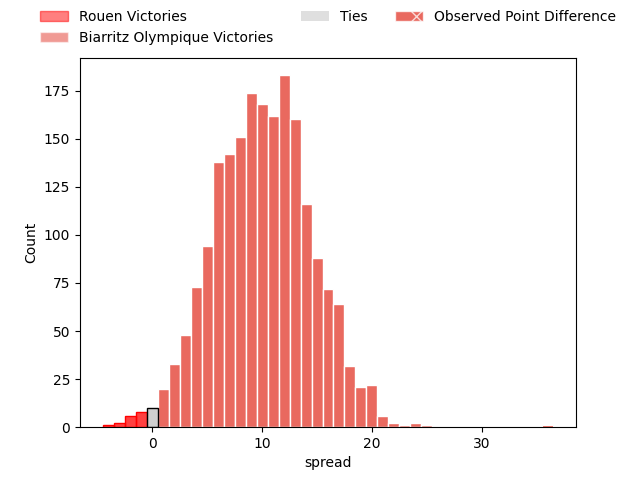 Rouen Victories
Biarritz Olympique Victories
Ties
Observed Point Difference
175
150
125
100
75
50
25
0
Count
0 10 20 30
spread